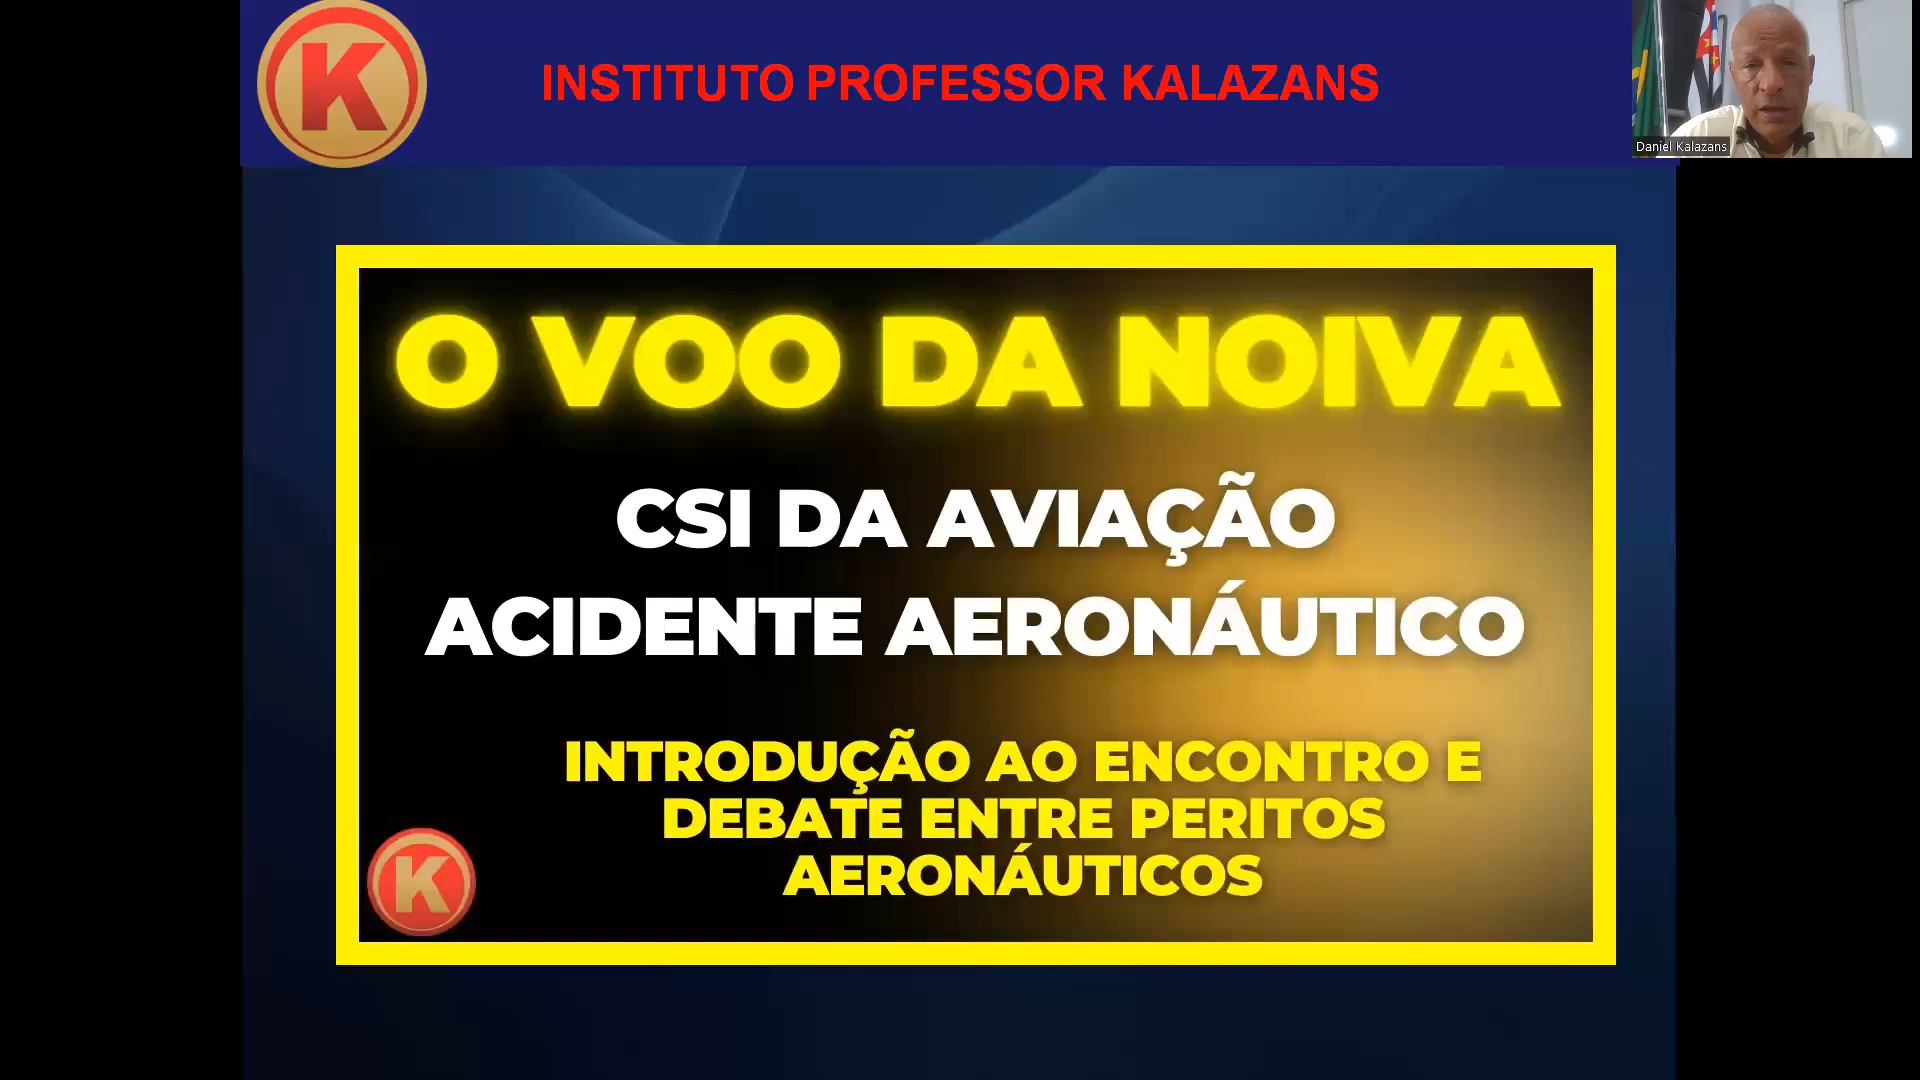 K
INSTITUTO PROFESSOR KALAZANS
Daniel Kalazans
O VOO DA NOIVA
CSI DA AVIAÇÃO
ACIDENTE AERONÁUTICO
INTRODUÇÃO AO ENCONTRO E
DEBATE ENTRE PERITOS
AERONÁUTICOS
K